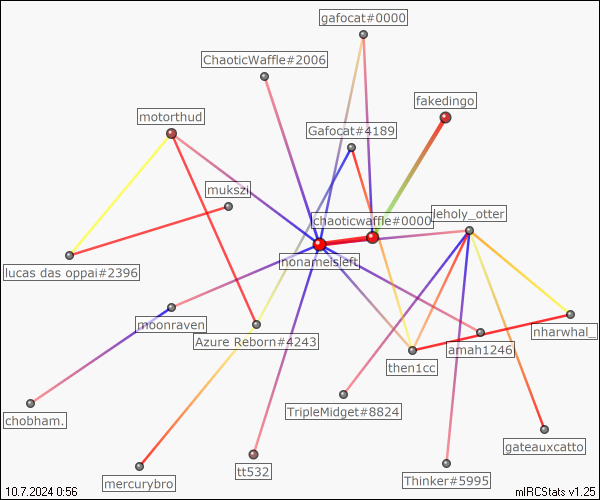 gafocat#0000
ChaoticWaffle#2006
fakedingo
motorthud
Gafocat#4189
mukszi
chaoticwaffle#0000
leholy_otter
nonameisleft
lucas das oppai#2396
moonraven
Azure Reborn#4243
nharwhal_
amah1246
then1cc
chobham.
TripleMidget#8824
gateauxcatto
tt532
Thinker#5995
mercurybro
10.7.2024 0:56
mIRCStats v1.25